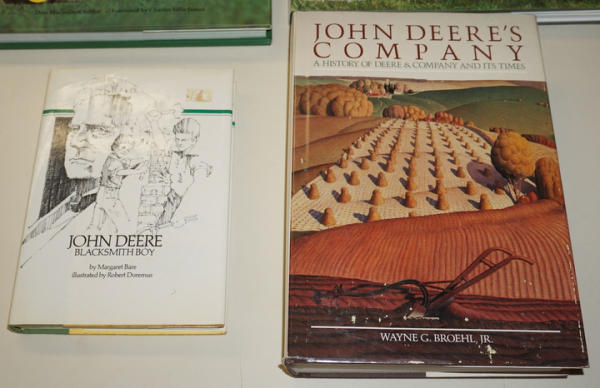 JOHN DEERE'S
COMPANY
A HISTORY OF DEERE & COMPANY AND ITS TIMES
JOHN DEERE
BLACKSMITH BOY
by Margaret Bare
illustrated by Robert Doremus
WAYNE G. BROEHL, JR.